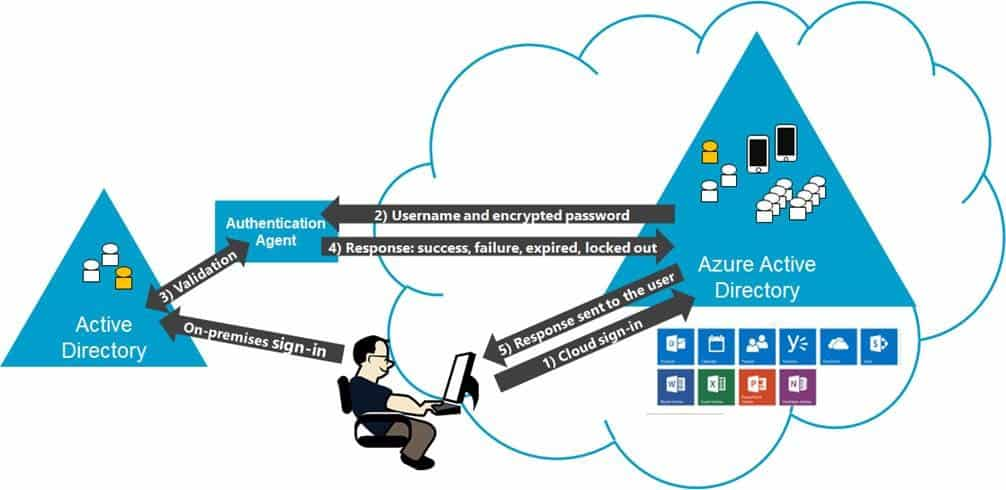 2) Username and encrypted password
Authentication
Agent
4) Response: success, failure, expired, locked out
3) Validation
Azure Active
Directory
5) Response sent to the user
On-premises sign-in
Active
Directory
1) Cloud sign-in